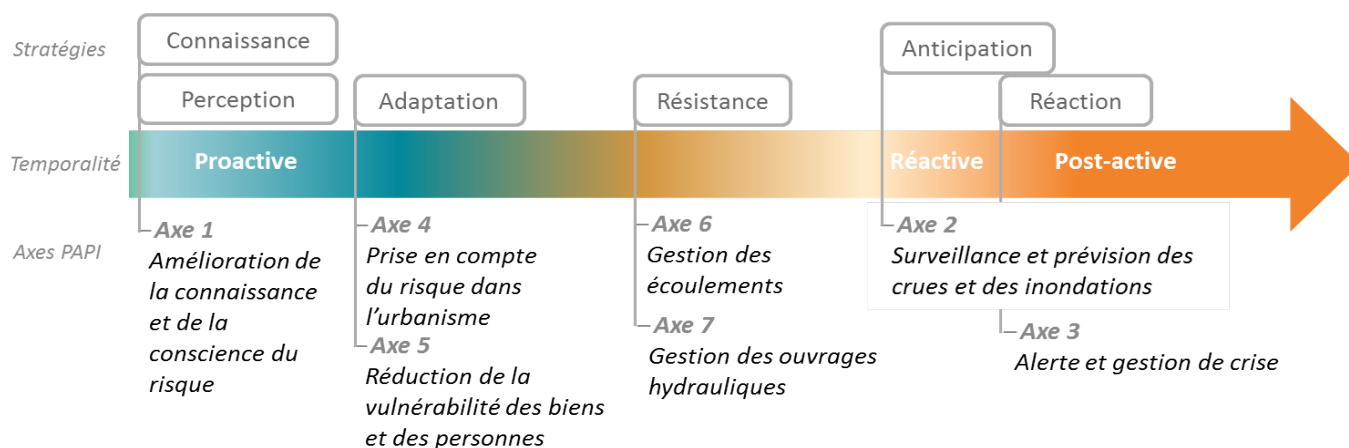 Stratégies
Connaissance
Perception
Adaptation
Résistance
Anticipation
Réaction
Temporalité
Proactive
Réactive
Post-active
Axes PAPI
Axe 1
Amélioration de
la connaissance
et de la
conscience du
risque
Axe 4
Prise en compte
du risque dans
l’urbanisme
Axe 5
Réduction de la
vulnérabilité des biens
et des personnes
Axe 6
Gestion des
écoulements
Axe 7
Gestion des ouvrages
hydrauliques
Axe 2
Surveillance et prévision des
crues et des inondations
Axe 3
Alerte et gestion de crise